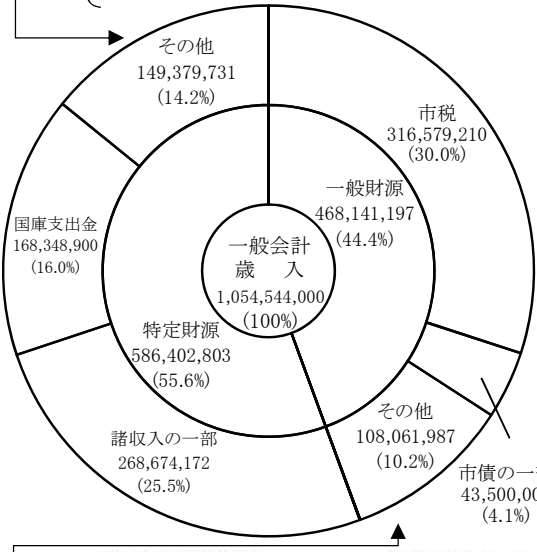 その他
149,379,731
(14.2%)
市税
316,579,210
(30.0%)
一般財源
468,141,197
(44.4%)
国庫支出金
168,348,900
(16.0%)
一般会計
歳 入
1,054,544,000
(100%)
特定財源
586,402,803
(55.6%)
その他
108,061,987
(10.2%)
諸収入の一部
268,674,172
(25.5%)
市債の一
43,500,00
(4.1%)